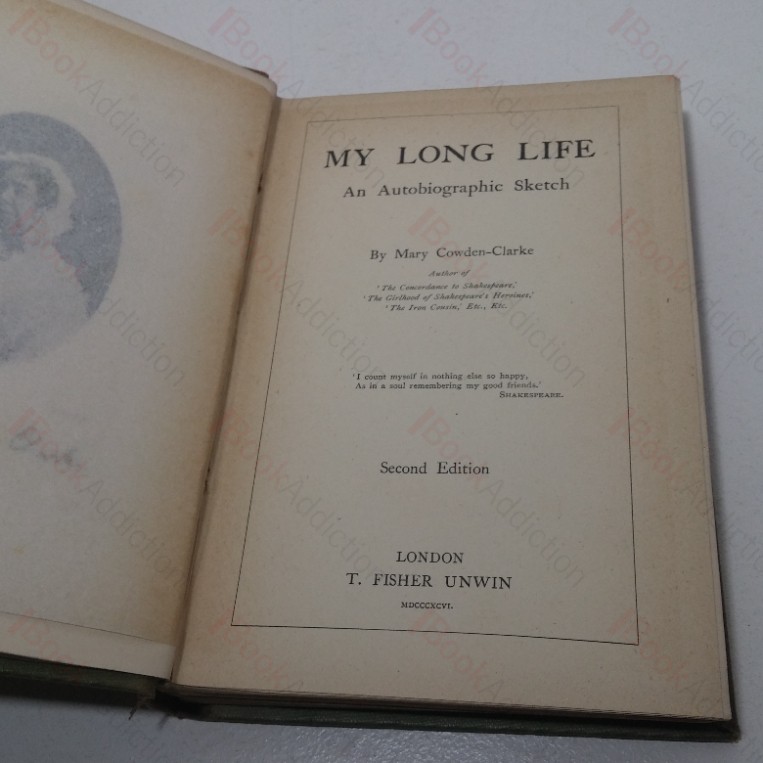 MY LONG LIFE
An Autobiographic Sketch
By Mary Cowden-Clarke
Author of
'The Concordance to Shakespeare,'
'The Girlhood of Shakespeare's Heroines,'
'The Iron Cousin,' Etc., Etc.
'I count myself in nothing else so happy,
As in a soul remembering my good friends.'
SHAKESPEARE.
Second Edition
LONDON
T. FISHER UNWIN
MDCCCXCVI.
BookAddiction